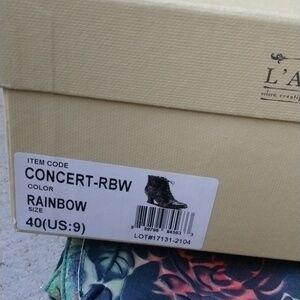 L'A
ITEM CODE
CONCERT-RBW
COLOR
RAINBOW
SIZE
40(US:9)
LOT#17131-2104